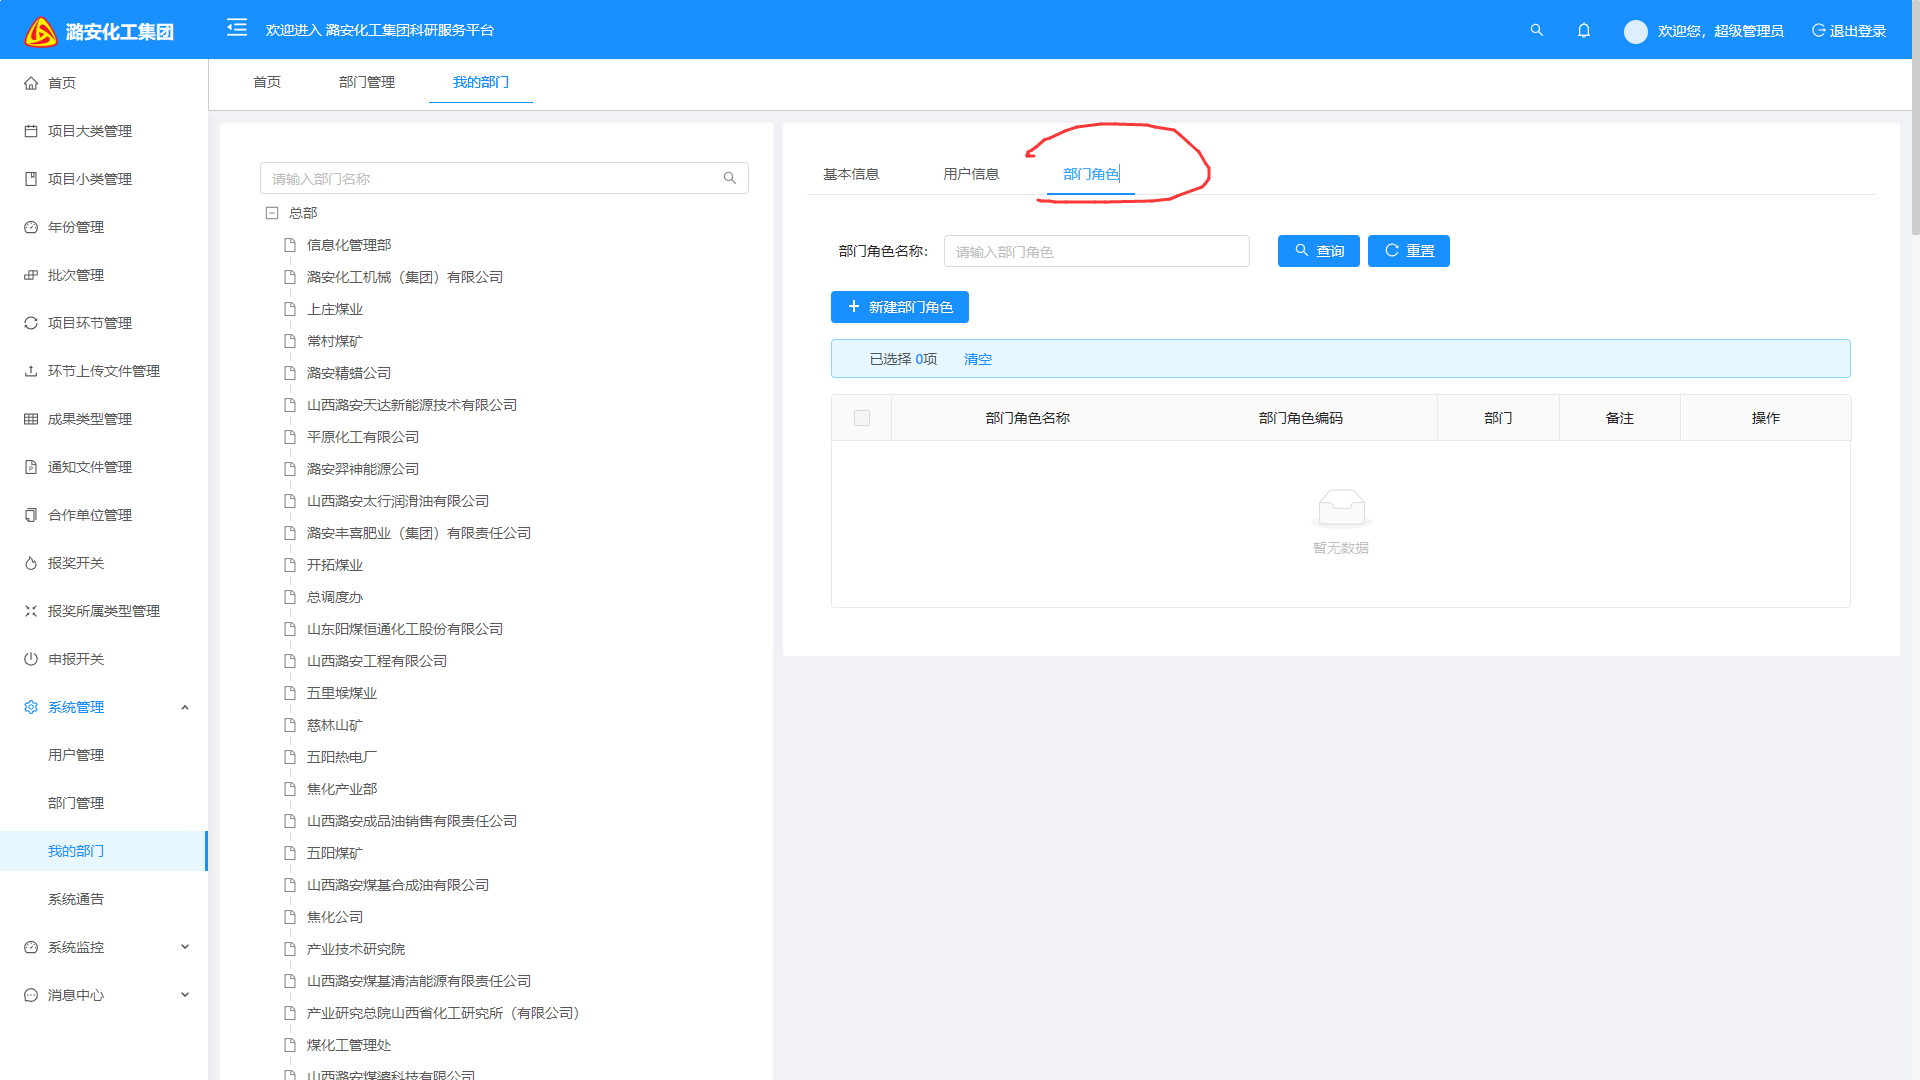 潞安化工集团
欢迎进入 潞安化工集团科研服务平台
欢迎您，超级管理员
退出登录
首页
项目大类管理
项目小类管理
年份管理
批次管理
项目环节管理
环节上传文件管理
成果类型管理
通知文件管理
合作单位管理
报奖开关
报奖所属类型管理
申报开关
系统管理
用户管理
部门管理
我的部门
系统通告
系统监控
消息中心
首页 部门管理 我的部门
请输入部门名称
总部
信息化管理部
潞安化工机械（集团）有限公司
上庄煤业
常村煤矿
潞安精蜡公司
山西潞安天达新能源技术有限公司
平原化工有限公司
潞安羿神能源公司
山西潞安太行润滑油有限公司
潞安丰喜肥业（集团）有限责任公司
开拓煤业
总调度办
山东阳煤恒通化工股份有限公司
山西潞安工程有限公司
五里堠煤业
慈林山矿
五阳热电厂
焦化产业部
山西潞安成品油销售有限责任公司
五阳煤矿
山西潞安煤基合成油有限公司
焦化公司
产业技术研究院
山西潞安煤基清洁能源有限责任公司
产业研究总院山西省化工研究所（有限公司）
煤化工管理处
山西潞安煤婆科技有限公司
基本信息 用户信息 部门角色
部门角色名称： 请输入部门角色 查询 重置
新建部门角色
已选择 0项 清空
部门角色名称 部门角色编码 部门 备注 操作
暂无数据